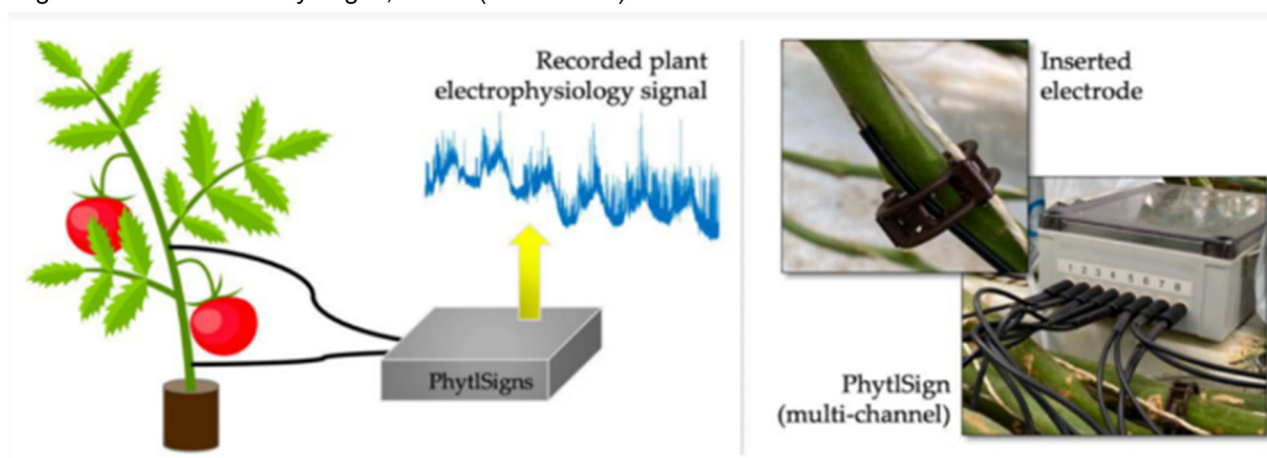 Recorded plant
electrophysiology signal
PhytlSigns
Inserted
electrode
1 2 3 4 5 6 7 8
PhytlSign
(multi-channel)